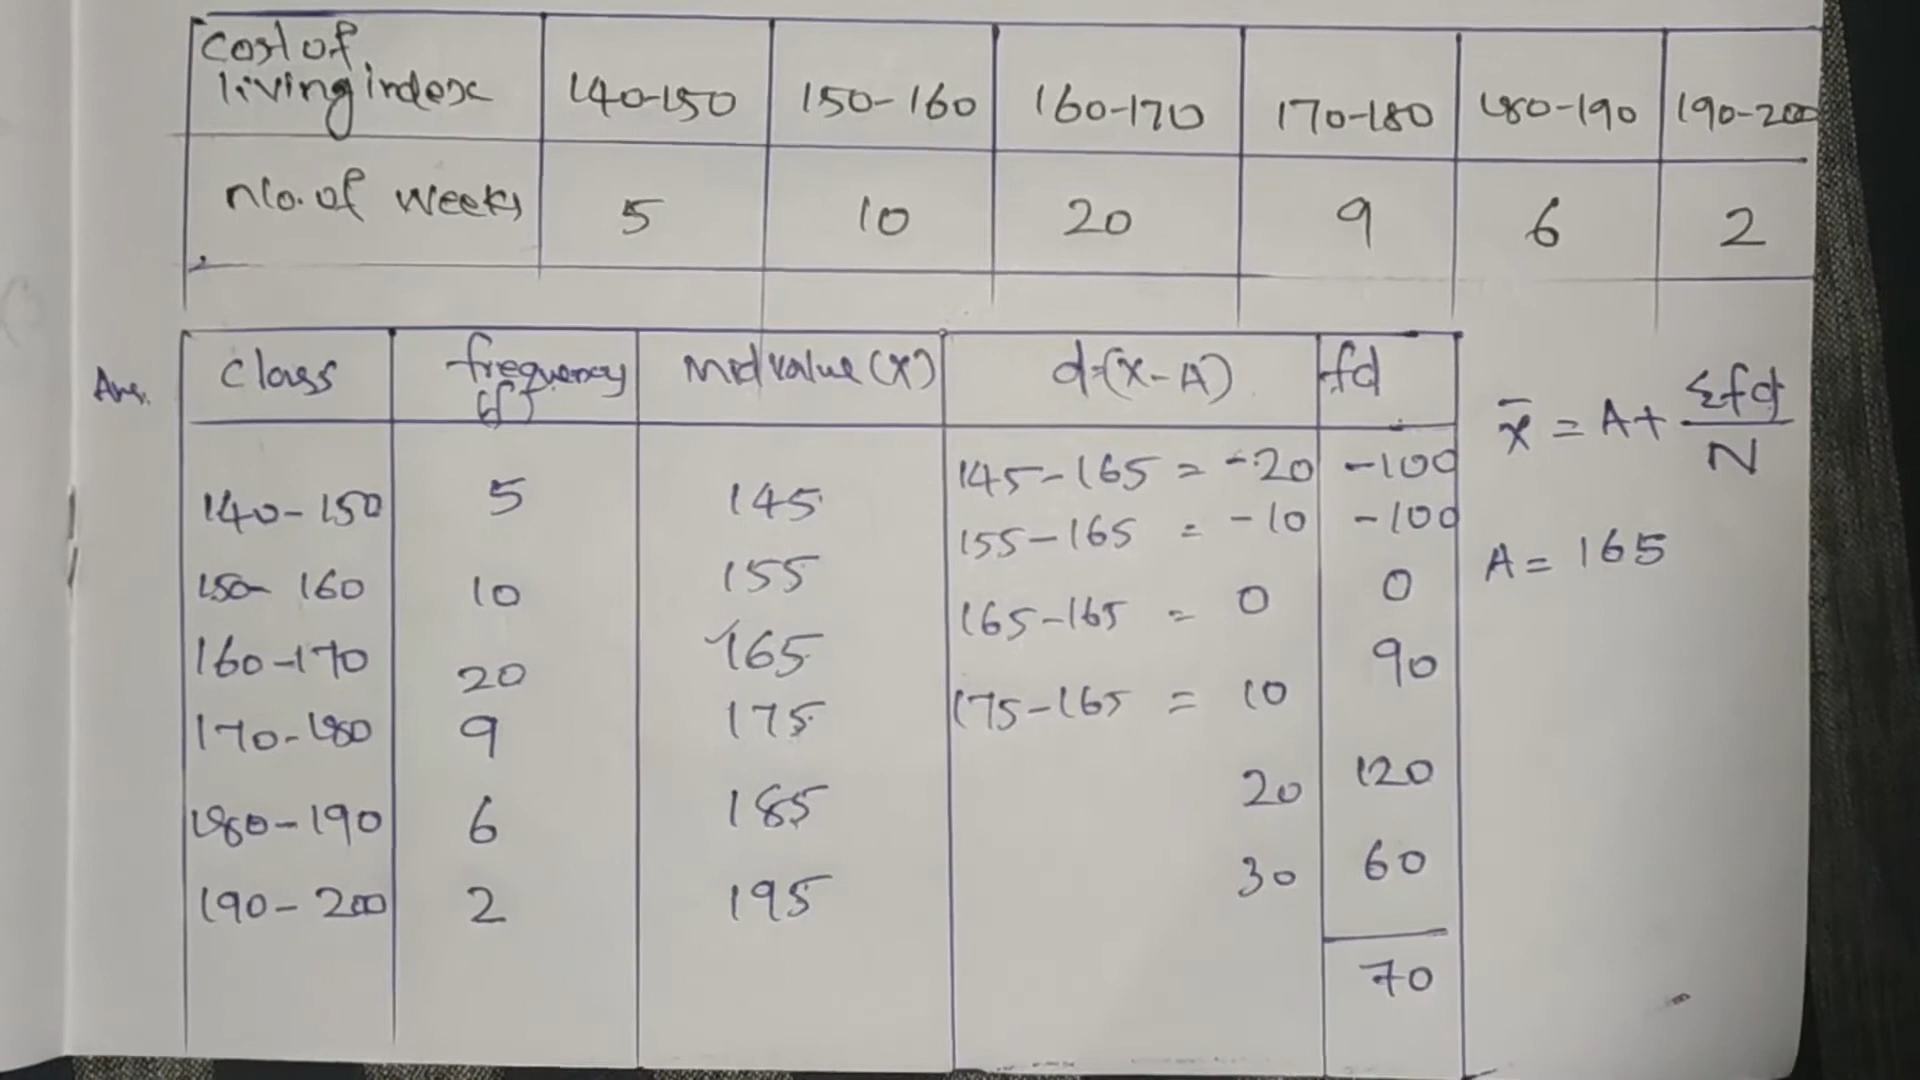 Cost of living index 140-150 150-160 160-170 170-180 180-190 190-200
No. of weeks 5 10 20 9 6 2
Ans.
class frequency (f) mid value (x) d=(x-A) fd
140-150 5 145 145-165 = -20 -100
150-160 10 155 155-165 = -10 -100
160-170 20 165 165-165 = 0 0
170-180 9 175 175-165 = 10 90
180-190 6 185 20 120
190-200 2 195 30 60
70
x̄ = A + Σfd / N
A = 165